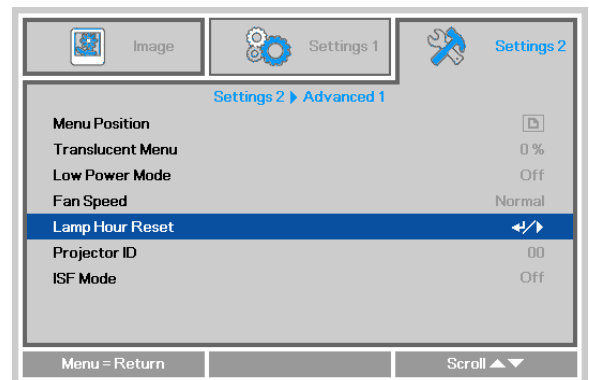 Image
Settings 1
Settings 2
Settings 2 ▶ Advanced 1
Menu Position
Translucent Menu 0 %
Low Power Mode Off
Fan Speed Normal
Lamp Hour Reset ↵/▶
Projector ID 00
ISF Mode Off
Menu = Return Scroll ▲▼